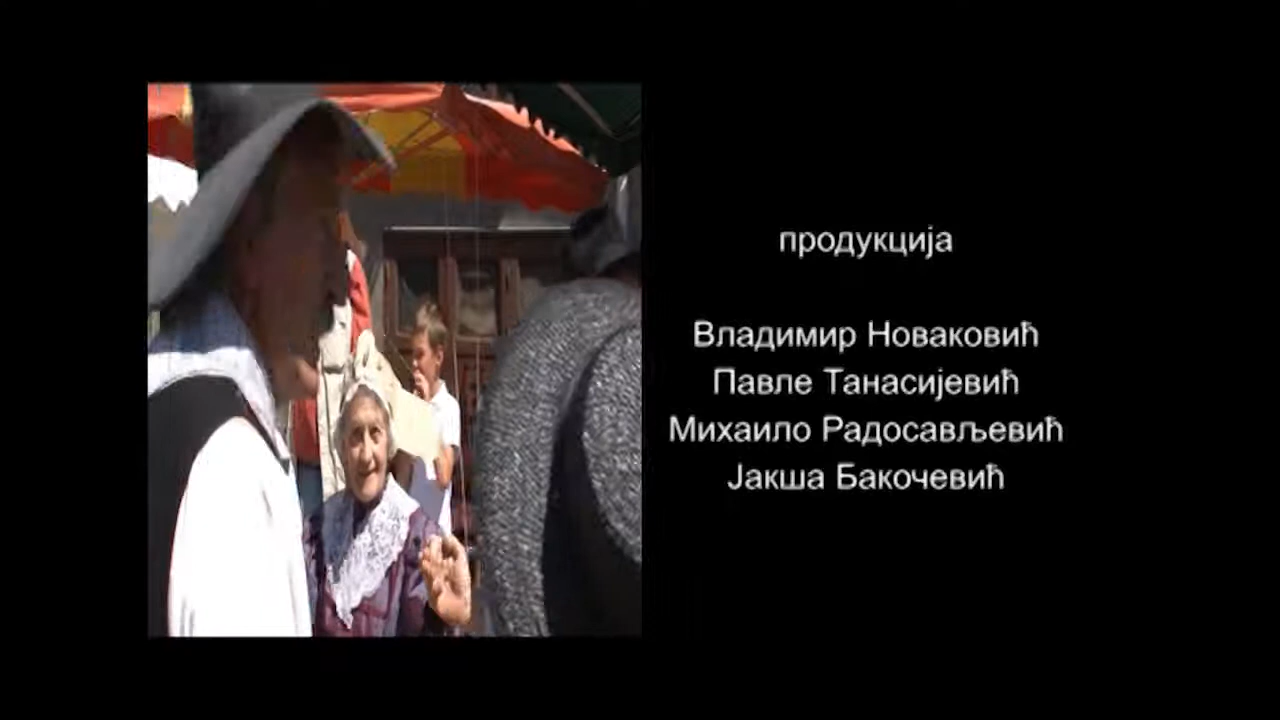 продукција
Владимир Новаковић
Павле Танасијевић
Михаило Радосављевић
Јакша Бакочевић